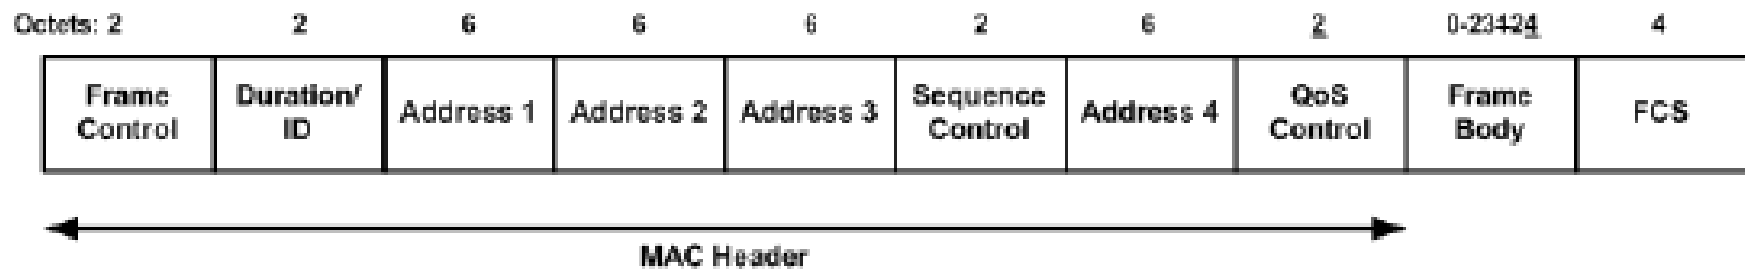 Octets: 2 2 6 6 6 2 6 2 0-23424 4
Frame Control Duration/ ID Address 1 Address 2 Address 3 Sequence Control Address 4 QoS Control Frame Body FCS
MAC Header